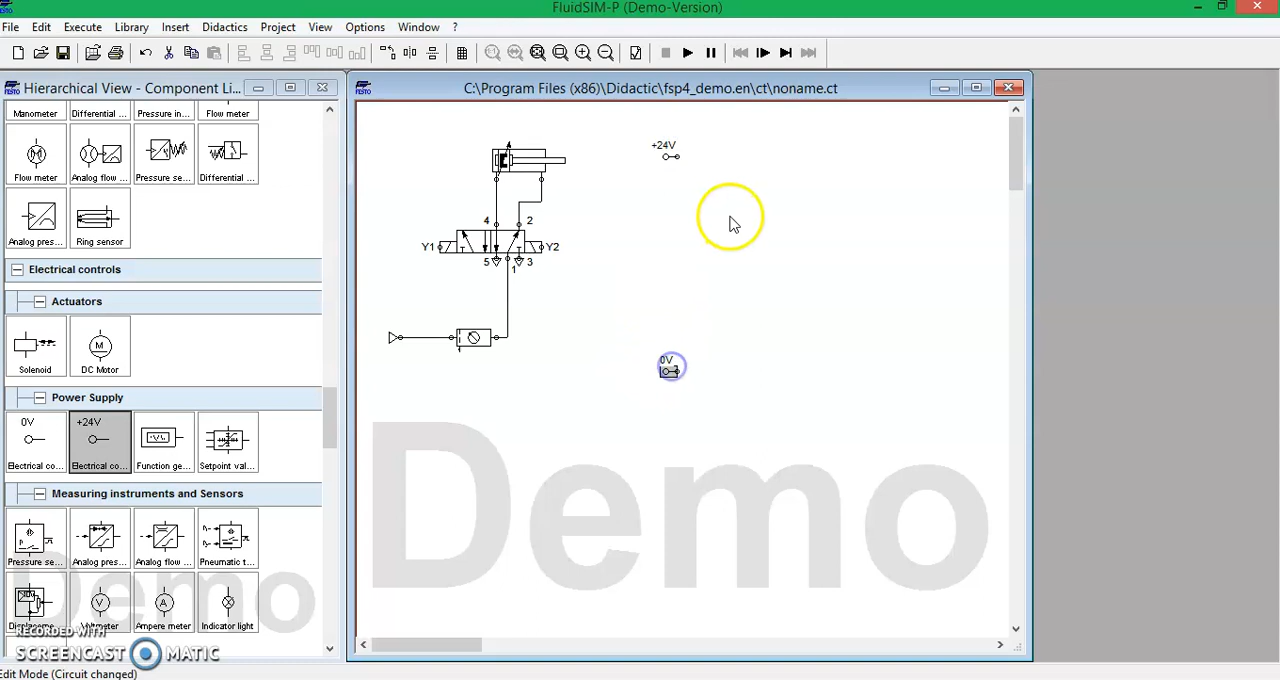 FluidSIM-P (Demo-Version)
File Edit Execute Library Insert Didactics Project View Options Window ?
Hierarchical View - Component Li...
C:\Program Files (x86)\Didactic\fsp4_demo.en\ct\noname.ct
Manometer Differential ... Pressure in... Flow meter
Flow meter Analog flow ... Pressure se... Differential ...
Analog pres... Ring sensor
Electrical controls
Actuators
Solenoid DC Motor
Power Supply
0V +24V
Electrical co... Electrical co... Function ge... Setpoint val...
Measuring instruments and Sensors
Pressure se... Analog pres... Analog flow ... Pneumatic t...
Displaceme... Voltmeter Ampere meter Indicator light
+24V
4 2
Y1 Y2
5 1 3
0V
Demo
Demo
RECORDED WITH
SCREENCAST MATIC
Edit Mode (Circuit changed)